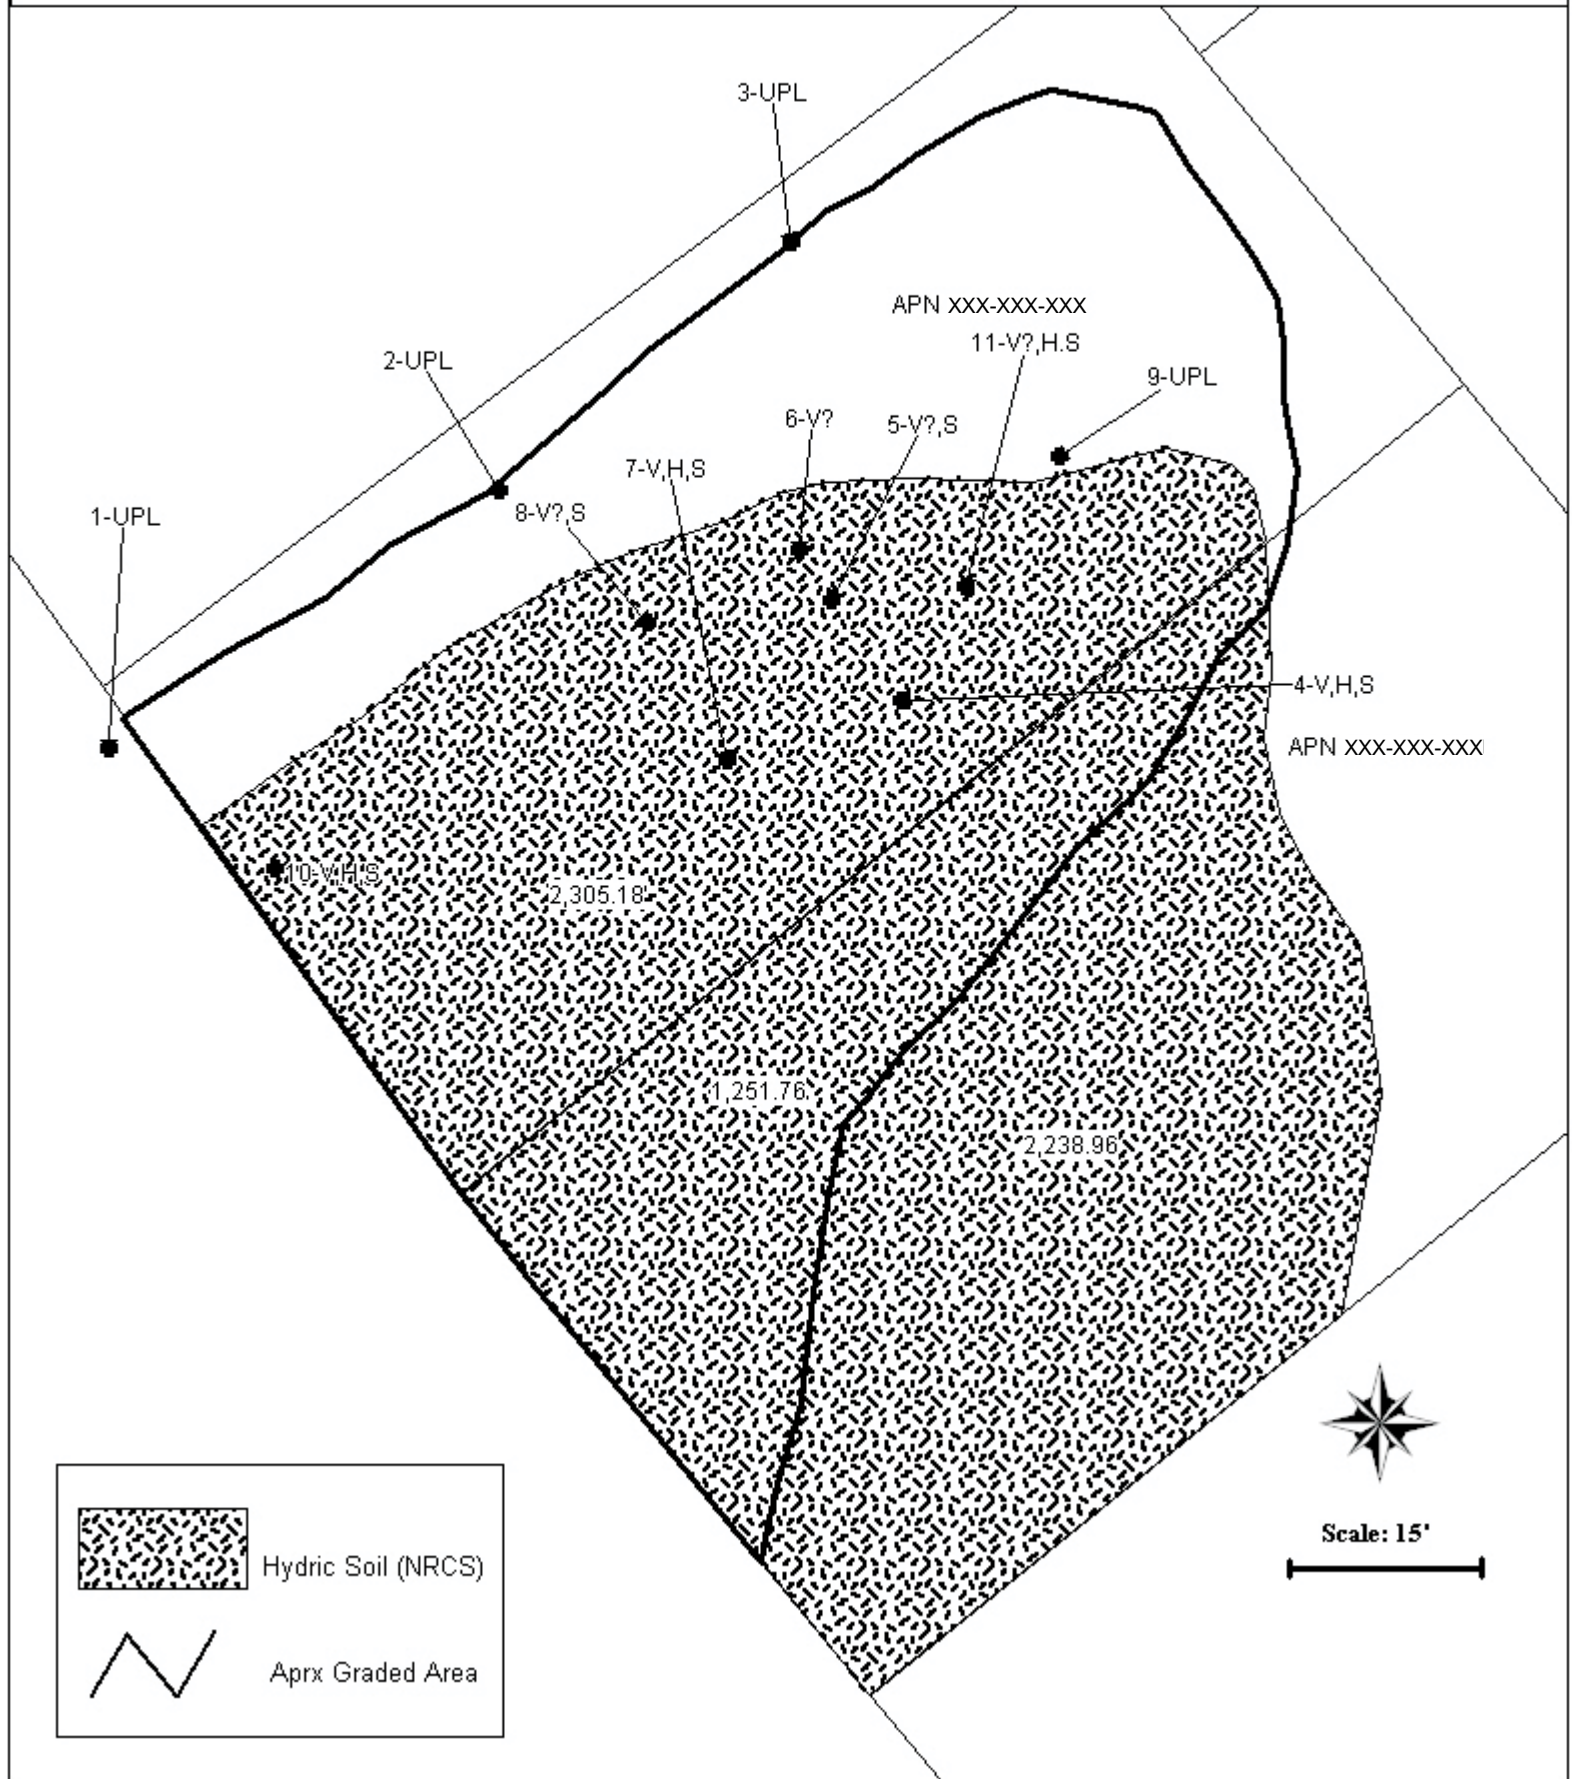 3-UPL
APN XXX-XXX-XXX
11-V?,H.S
2-UPL
9-UPL
6-V?
5-V?,S
7-V,H,S
8-V?,S
1-UPL
4-V,H,S
APN XXX-XXX-XXX
10-V,H,S
2,305.18
1,251.76
2,238.96
Scale: 15'
Hydric Soil (NRCS)
Aprx Graded Area